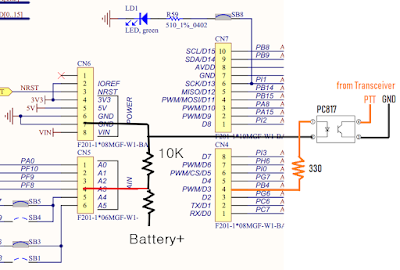 0..15]
LD1
LED, green
R59
510_1%_0402
SB8
CN6
1
2
3
4
5
6
7
8
IOREF
NRST
3V3
5V
GND
GND
VIN
POWER
NRST
3V3
5V
VIN
F201-1*08MGF-W1-BA
CN7
10
9
8
7
6
5
4
3
2
1
SCL/D15
SDA/D14
AVDD
GND
SCK/D13
MISO/D12
PWM/MOSI/D11
PWM/D10
PWM/D9
D8
PB8
PB9
PI1
PB14
PB15
PA8
PA15
PI2
from Transceiver
PTT
GND
PC817
330
10K
CN5
1
2
3
4
5
6
A0
A1
A2
A3
A4
A5
AIN
PA0
PF10
PF9
PF8
SB5
SB4
SB3
SB1
F201-1*06MGF-W1-
Battery+
CN4
8
7
6
5
4
3
2
1
D7
PWM/D6
PWM/CS/D5
D4
PWM/D3
D2
TX/D1
RX/D0
PI3
PH6
PI0
PG7
PB4
PG6
PC6
PC7
F201-1*08MGF-W1-BA